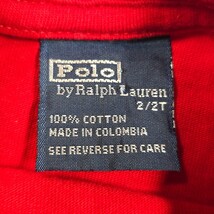 Polo
by Ralph Lauren
2/2T
100% COTTON
MADE IN COLOMBIA
SEE REVERSE FOR CARE